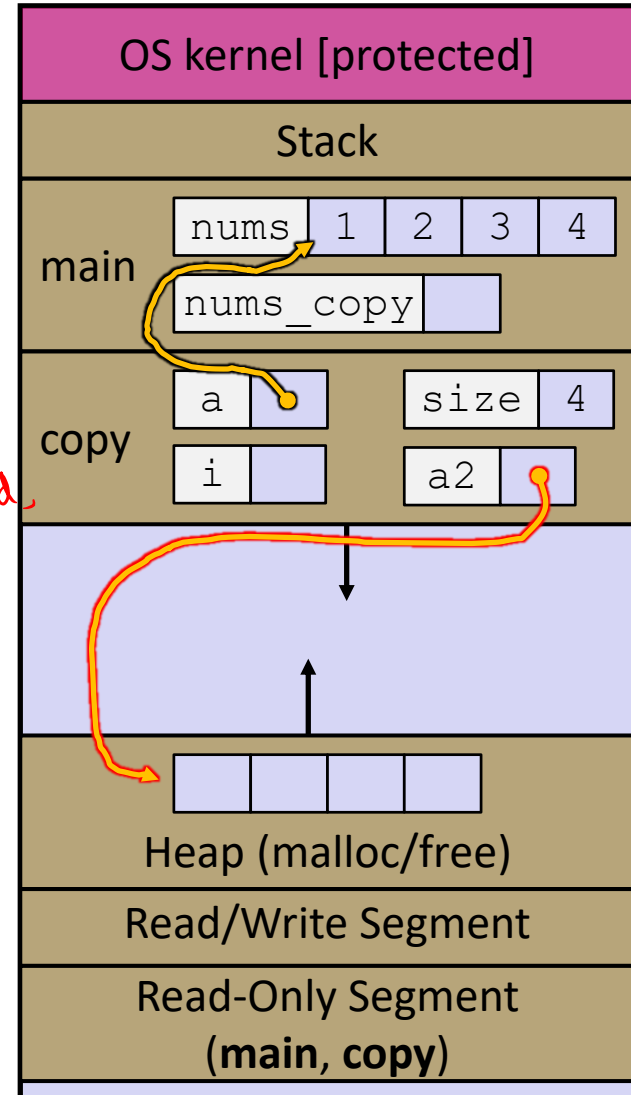 OS kernel [protected]
Stack
main
nums 1 2 3 4
nums_copy
copy
a
size 4
i
a2
Heap (malloc/free)
Read/Write Segment
Read-Only Segment
(main, copy)